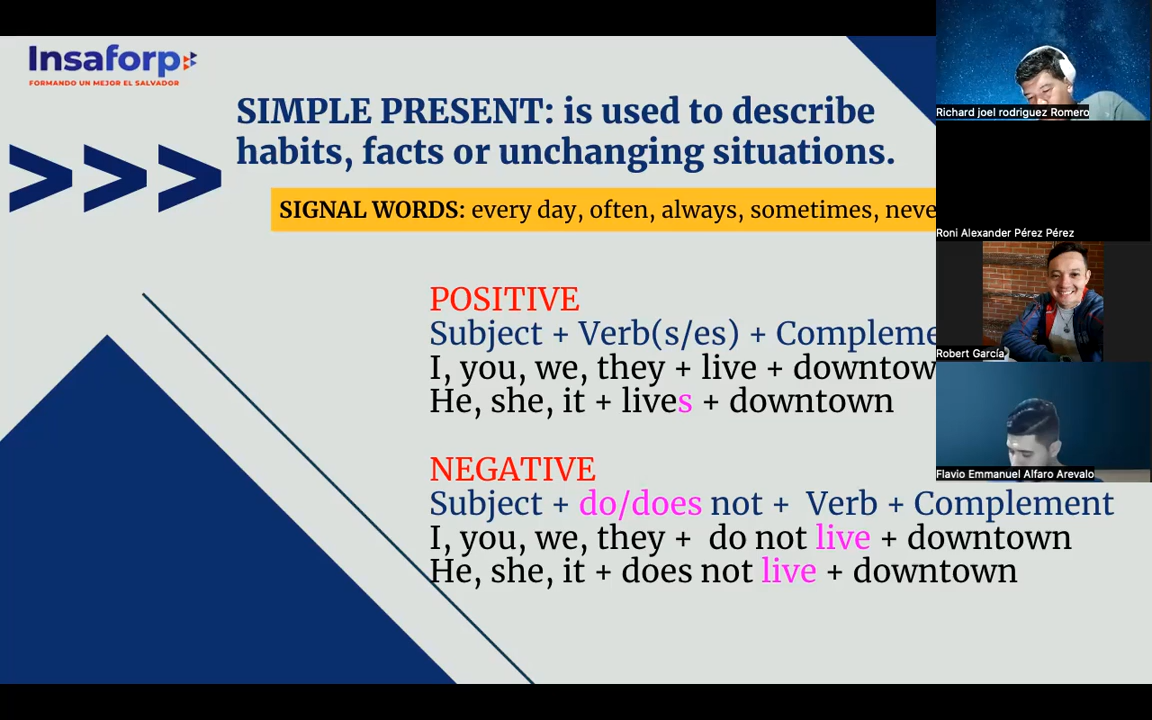 Insaforp
FORMANDO UN MEJOR EL SALVADOR
SIMPLE PRESENT: is used to describe
habits, facts or unchanging situations.
>>>
SIGNAL WORDS: every day, often, always, sometimes,
POSITIVE
Subject + Verb(s/es) +
I, you, we, they + live +
He, she, it + lives + downtown
NEGATIVE
Subject + do/does not + Verb + Complement
I, you, we, they + do not live + downtown
He, she, it + does not live + downtown
Richard joel rodriguez Romero
Roni Alexander Pérez Pérez
Robert García
Flavio Emmanuel Alfaro Arevalo